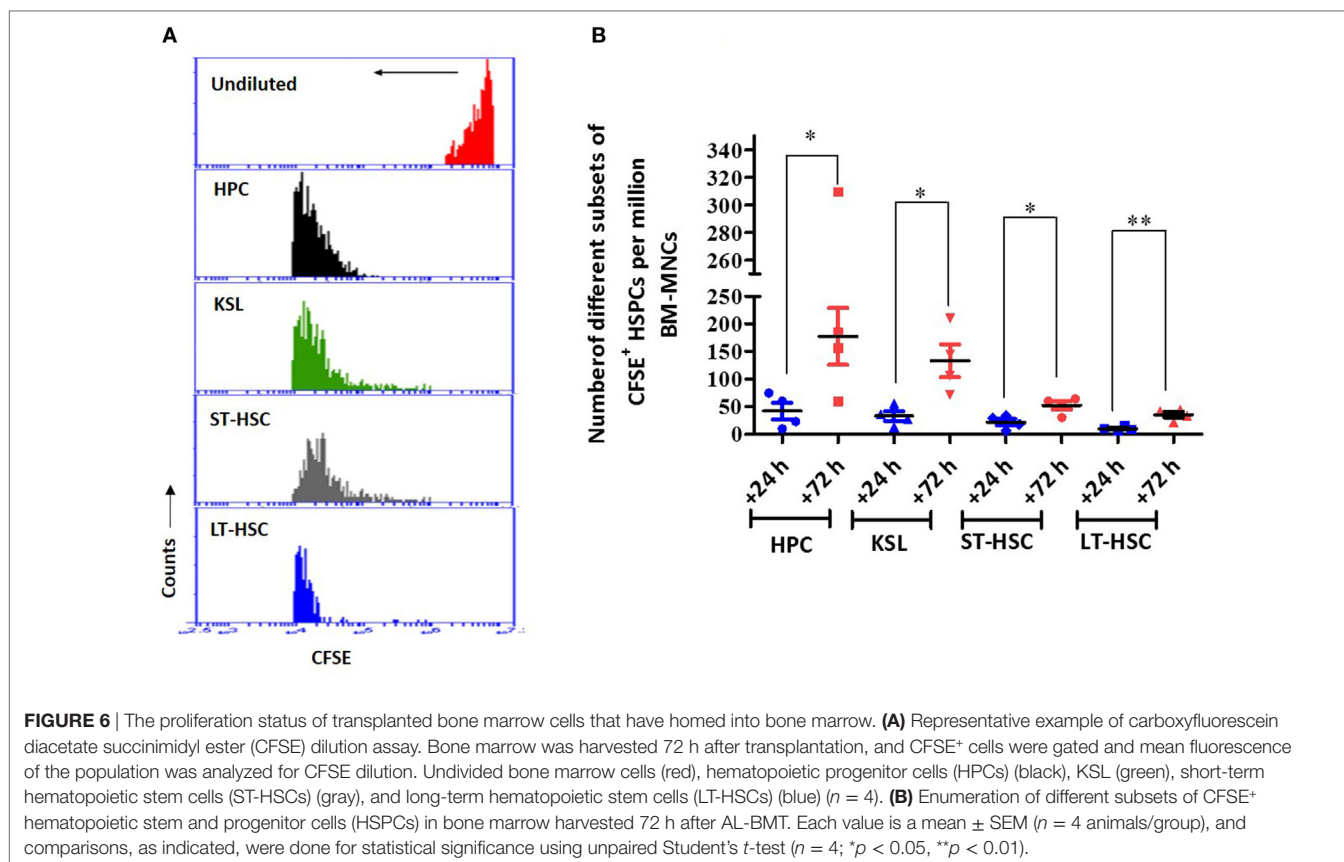 A
Undiluted
HPC
KSL
ST-HSC
LT-HSC
Counts
CFSE
B
Numberof different subsets of
CFSE+ HSPCs per million
BM-MNCs
340
320
300
280
260
250
200
150
100
50
0
*
*
*
**
+24 h
+72 h
+24 h
+72 h
+24 h
+72 h
+24 h
+72 h
HPC
KSL
ST-HSC
LT-HSC
FIGURE 6 | The proliferation status of transplanted bone marrow cells that have homed into bone marrow. (A) Representative example of carboxyfluorescein
diacetate succinimidyl ester (CFSE) dilution assay. Bone marrow was harvested 72 h after transplantation, and CFSE+ cells were gated and mean fluorescence
of the population was analyzed for CFSE dilution. Undivided bone marrow cells (red), hematopoietic progenitor cells (HPCs) (black), KSL (green), short-term
hematopoietic stem cells (ST-HSCs) (gray), and long-term hematopoietic stem cells (LT-HSCs) (blue) (n = 4). (B) Enumeration of different subsets of CFSE+
hematopoietic stem and progenitor cells (HSPCs) in bone marrow harvested 72 h after AL-BMT. Each value is a mean ± SEM (n = 4 animals/group), and
comparisons, as indicated, were done for statistical significance using unpaired Student's t-test (n = 4; *p < 0.05, **p < 0.01).